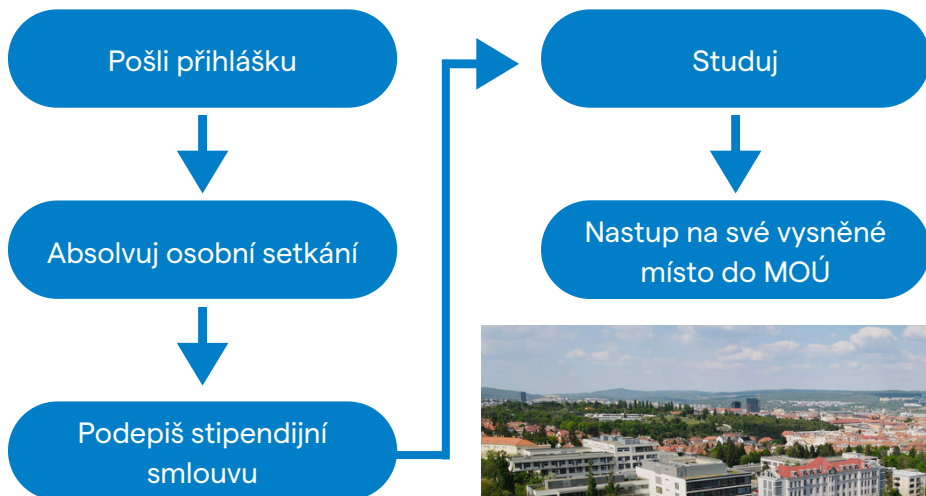 Pošli přihlášku
Absolvuj osobní setkání
Podepiš stipendijní
smlouvu
Studuj
Nastup na své vysněné
místo do MOÚ